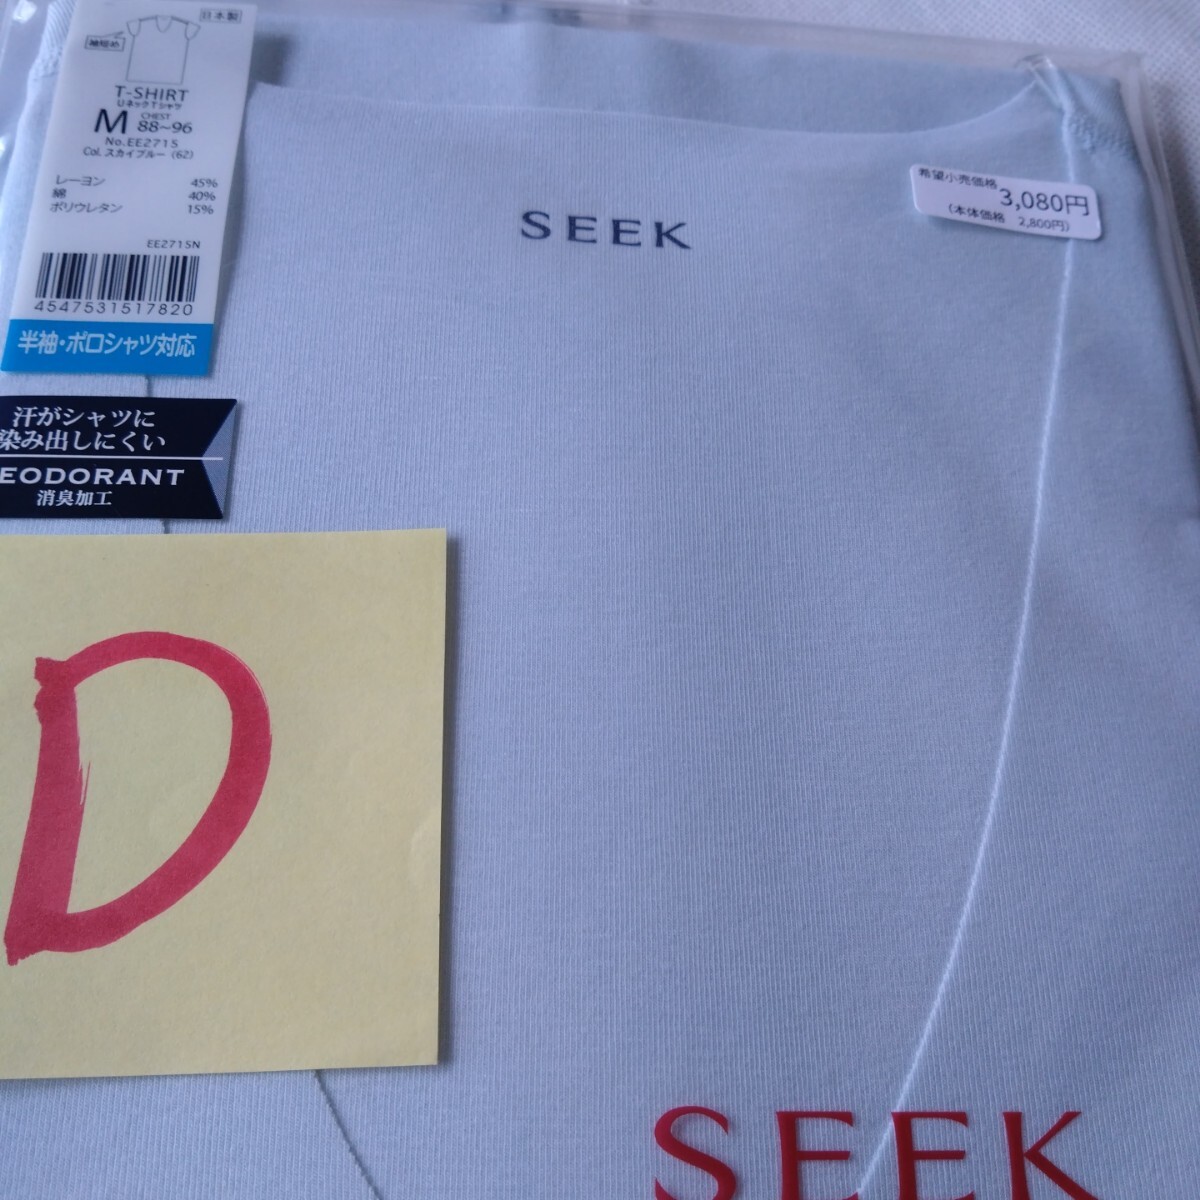 日本製
袖短め
T-SHIRT
UネックTシャツ
M CHEST 88~96
No.EE2715
Col.スカイブルー(62)
レーヨン 45%
綿 40%
ポリウレタン 15%
EE2715N
4547531517820
半袖・ポロシャツ対応
汗がシャツに
染み出しにくい
EODORANT
消臭加工
SEEK
希望小売価格 3,080円
(本体価格 2,800円)
D
SEEK